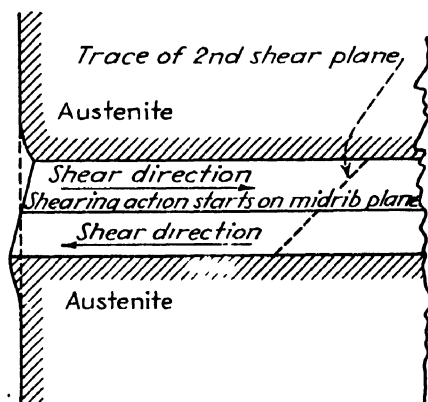 Trace of 2nd shear plane
Austenite
Shear direction
Shearing action starts on midrib plane
Shear direction
Austenite